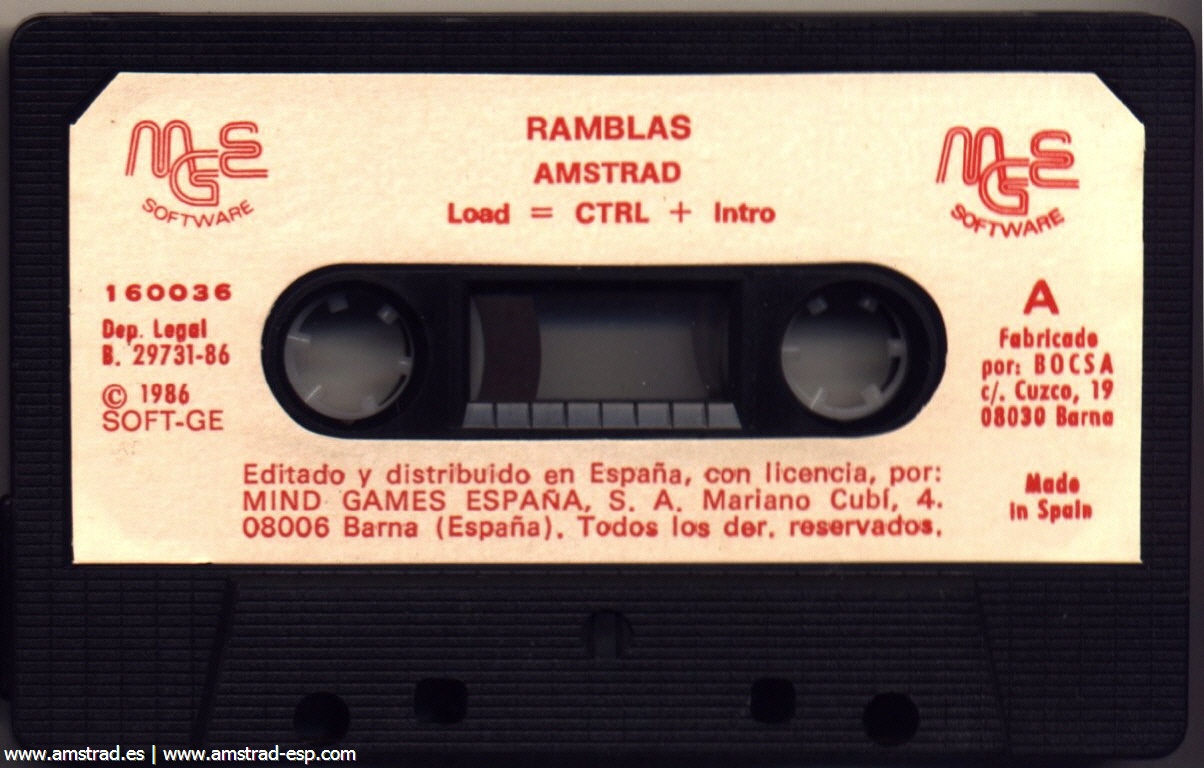 MGE
SOFTWARE
RAMBLAS
AMSTRAD
Load = CTRL + Intro
MGE
SOFTWARE
160036
Dep. Legal
B. 29731-86
© 1986
SOFT-GE
A
Fabricado
por: BOCSA
c/. Cuzco, 19
08030 Barna
Editado y distribuido en España, con licencia, por:
MIND GAMES ESPAÑA, S. A. Mariano Cubí, 4.
08006 Barna (España). Todos los der. reservados.
Made
in Spain
www.amstrad.es | www.amstrad-esp.com